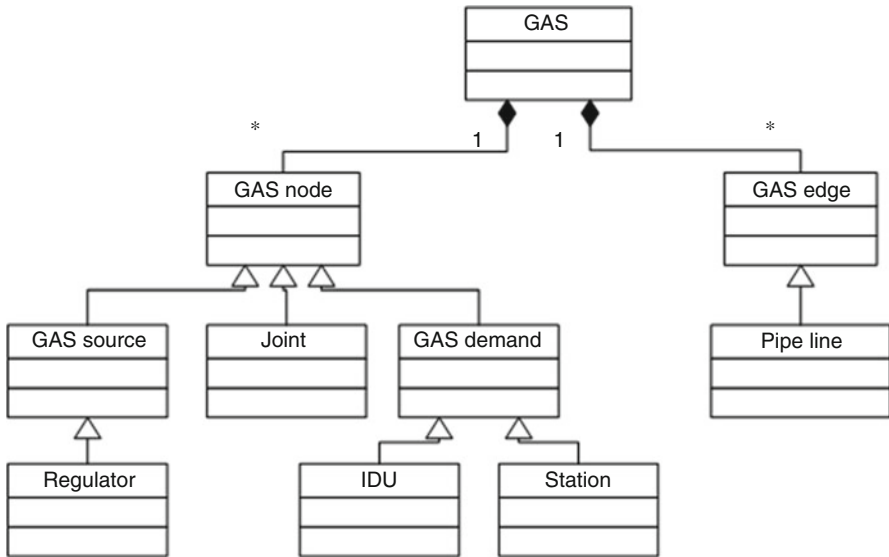 GAS
*
1
1
*
GAS node
GAS edge
GAS source
Joint
GAS demand
Pipe line
Regulator
IDU
Station